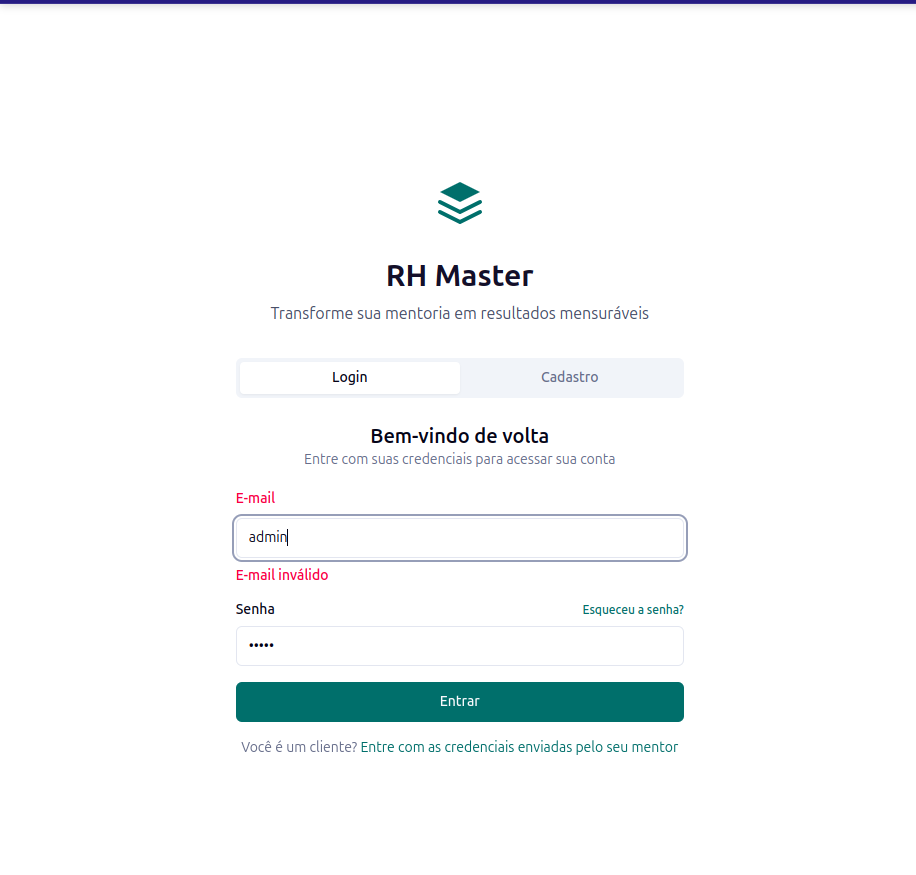 RH Master
Transforme sua mentoria em resultados mensuráveis
Login
Cadastro
Bem-vindo de volta
Entre com suas credenciais para acessar sua conta
E-mail
admin
E-mail inválido
Senha
Esqueceu a senha?
•••••
Entrar
Você é um cliente? Entre com as credenciais enviadas pelo seu mentor